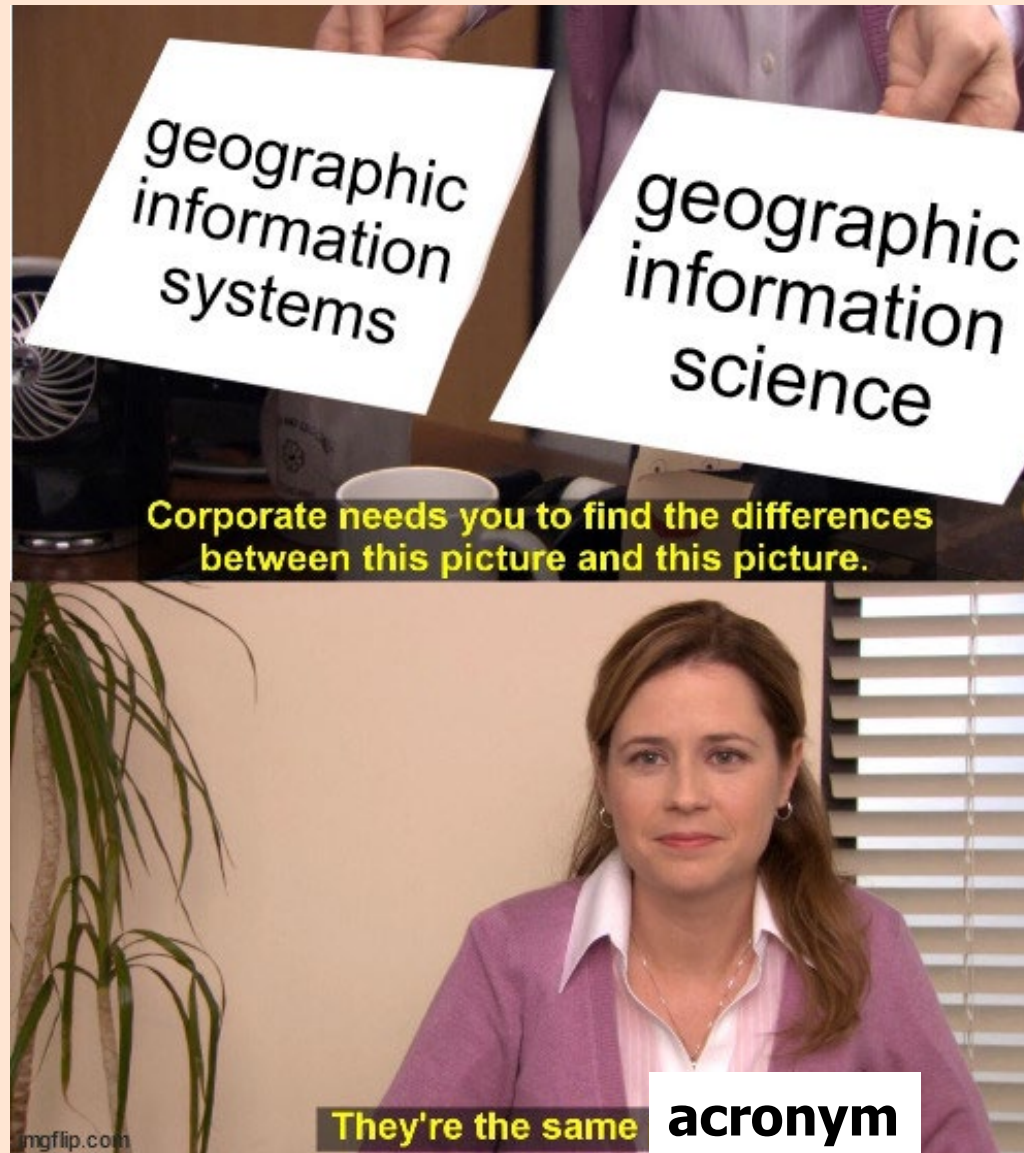 geographic
information
systems
geographic
information
science
Corporate needs you to find the differences
between this picture and this picture.
They're the same acronym
imgflip.com